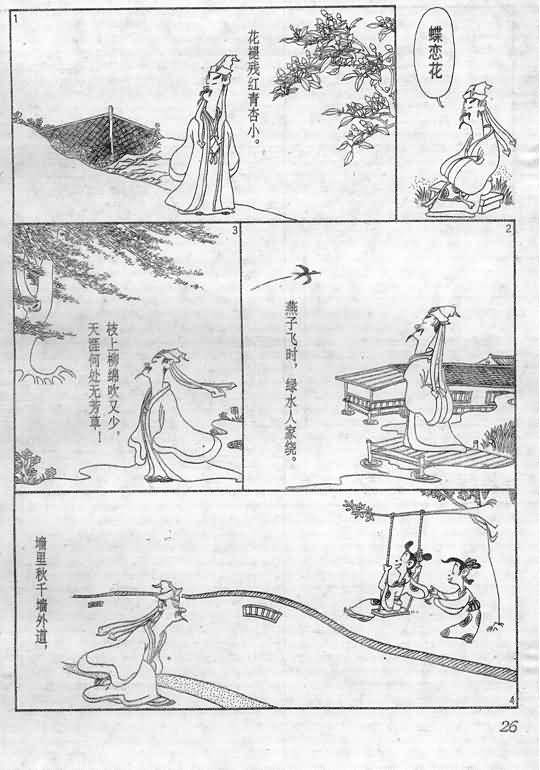 蝶恋花
1
花褪残红青杏小。
2
燕子飞时，绿水人家绕。
3
枝上柳绵吹又少，
天涯何处无芳草！
墙里秋千墙外道，
4
26